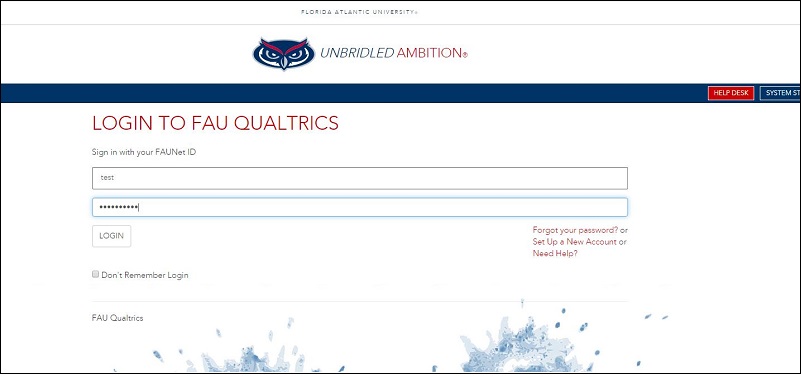 FLORIDA ATLANTIC UNIVERSITY®
UNBRIDLED AMBITION®
HELP DESK SYSTEM ST
LOGIN TO FAU QUALTRICS
Sign in with your FAUNet ID
test
••••••••••
LOGIN
Forgot your password? or
Set Up a New Account or
Need Help?
Don't Remember Login
FAU Qualtrics